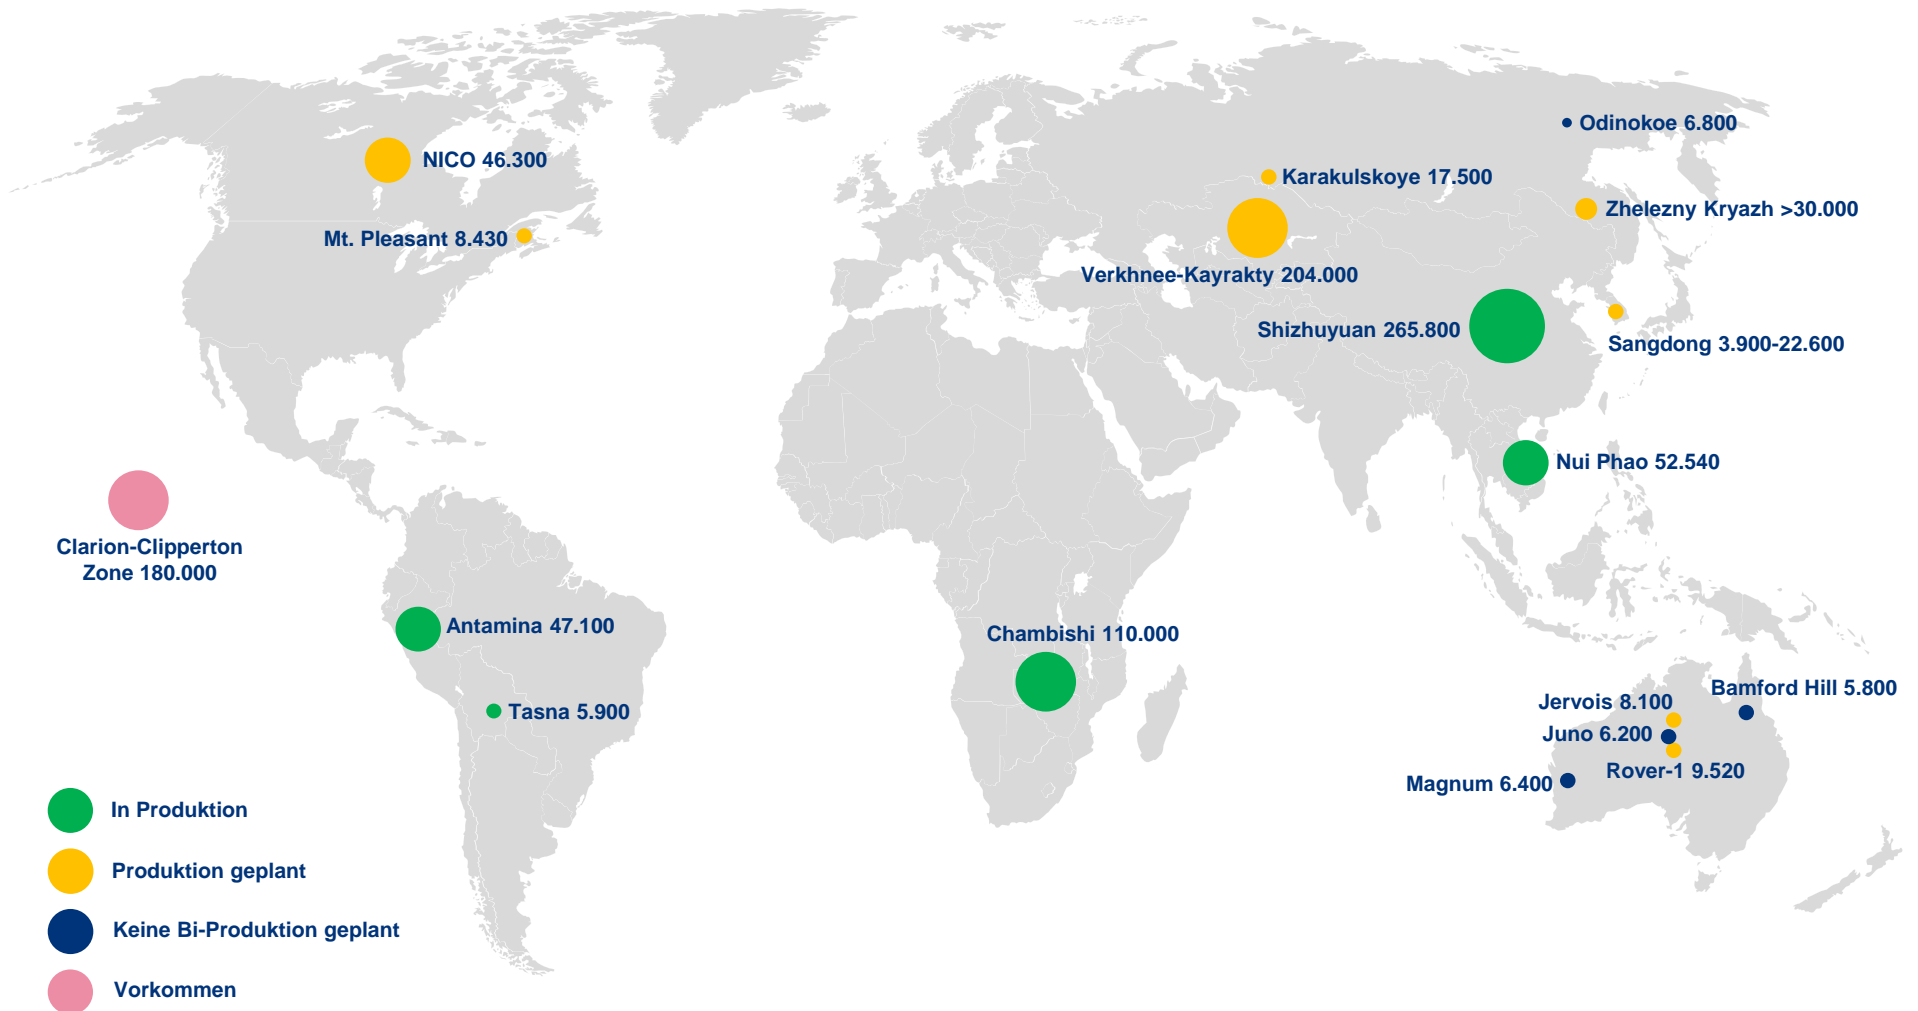 Odinokoe 6.800
NICO 46.300
Karakulskoye 17.500
Zhelezny Kryazh >30.000
Mt. Pleasant 8.430
Verkhnee-Kayrakty 204.000
Shizhuyuan 265.800
Sangdong 3.900-22.600
Nui Phao 52.540
Clarion-Clipperton
Zone 180.000
Antamina 47.100
Chambishi 110.000
Tasna 5.900
Bamford Hill 5.800
Jervois 8.100
Juno 6.200
Rover-1 9.520
Magnum 6.400
In Produktion
Produktion geplant
Keine Bi-Produktion geplant
Vorkommen